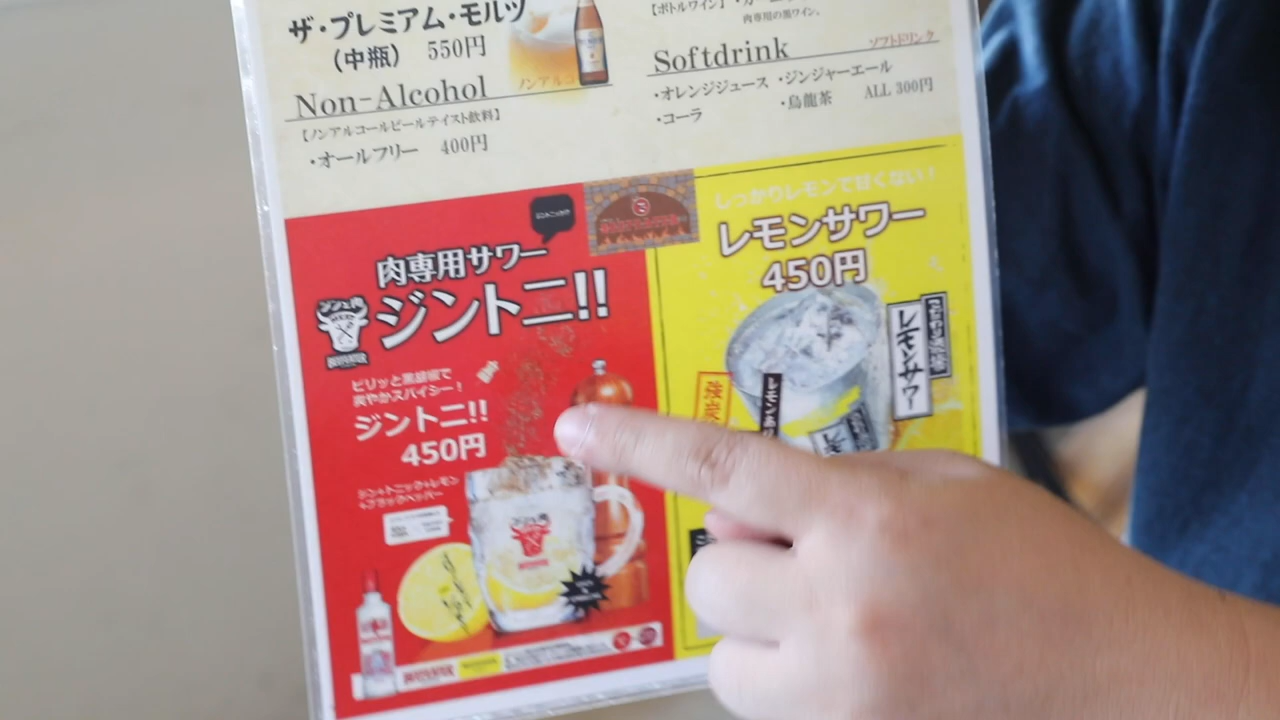 ザ・プレミアム・モルツ
(中瓶) 550円
Non-Alcohol
ノンアルコ
【ノンアルコールビールテイスト飲料】
・オールフリー 400円
【ボトルワイン】
肉専用の黒ワイン。
Softdrink ソフトドリンク
・オレンジジュース ・ジンジャーエール
・コーラ ・烏龍茶 ALL 300円
肉専用サワー
ジントニ!!
ピリッと黒胡椒で
爽やかスパイシー!
ジントニ!!
450円
ジン+トニック+レモン
+ブラックペッパー
しっかりレモンで甘くない!
レモンサワー
450円
レモンサワー